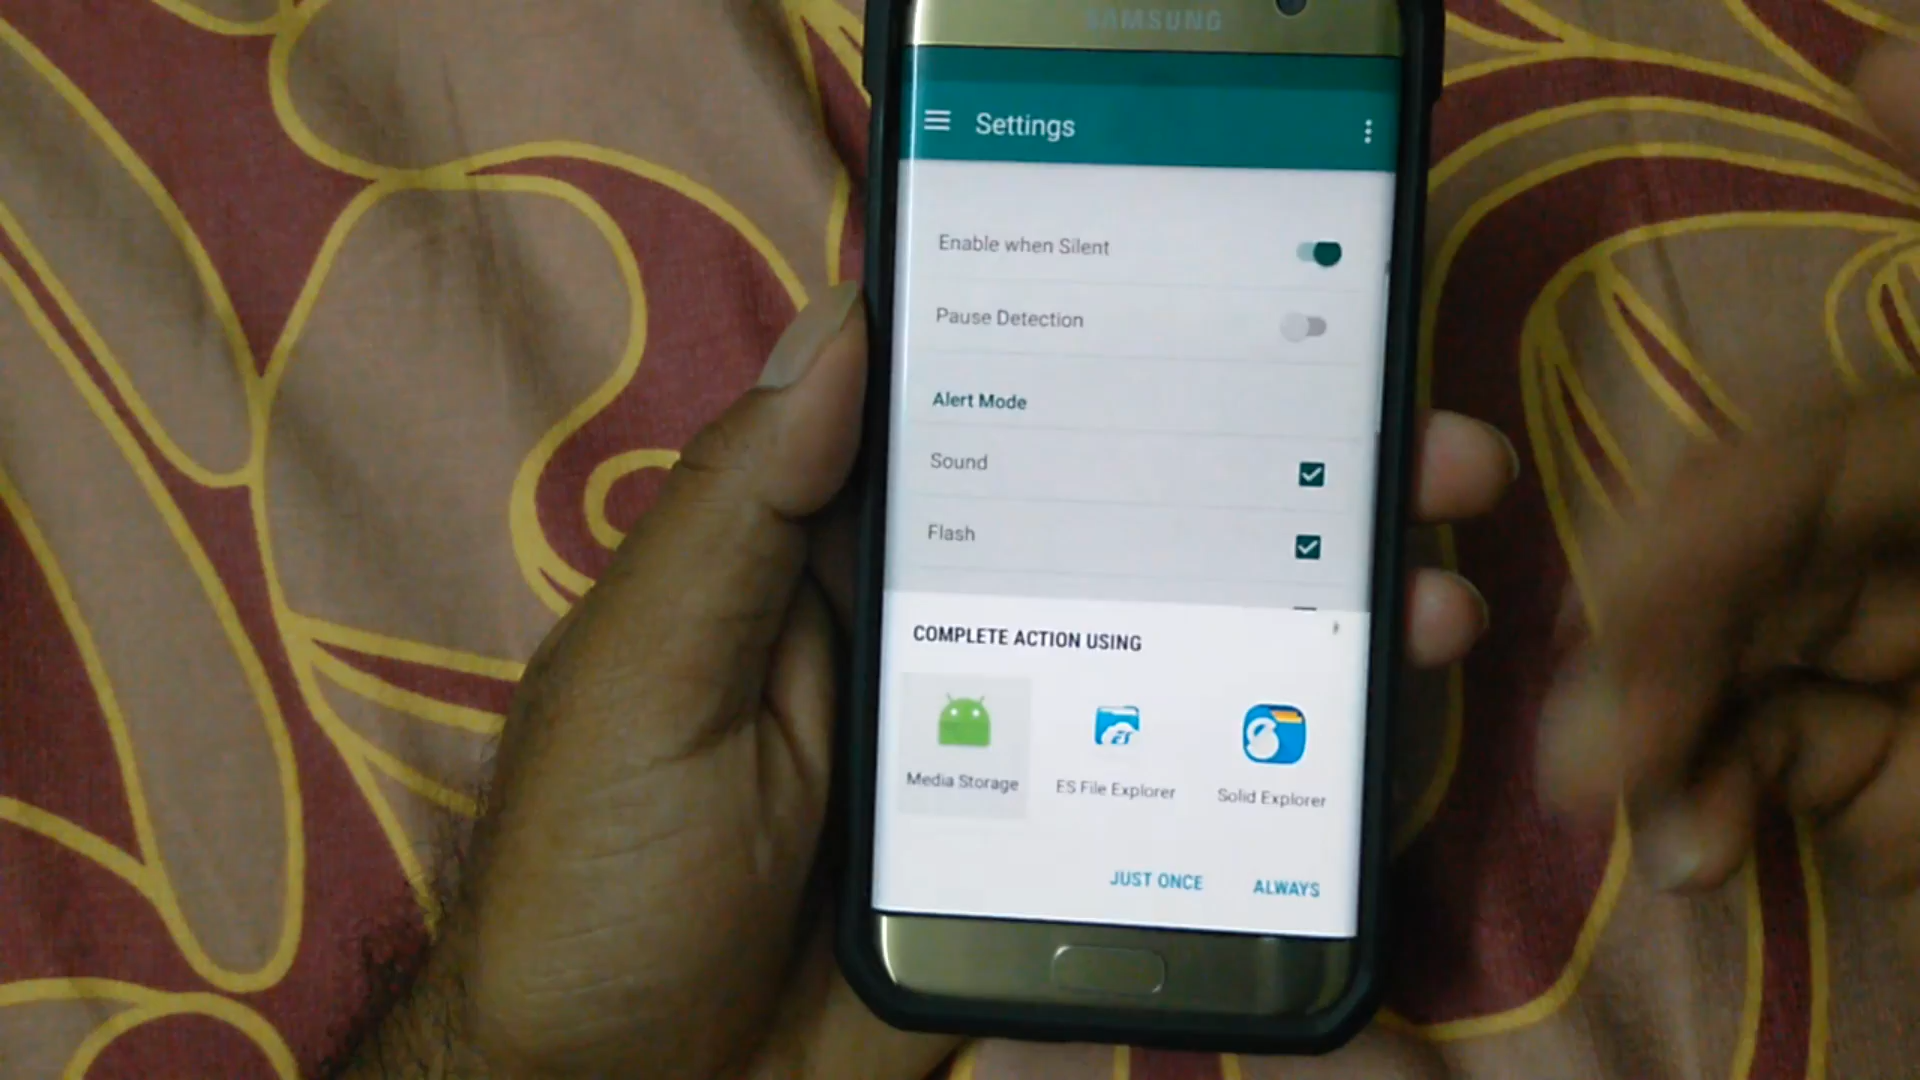 SAMSUNG
Settings
Enable when Silent
Pause Detection
Alert Mode
Sound
Flash
COMPLETE ACTION USING
Media Storage
ES File Explorer
Solid Explorer
JUST ONCE
ALWAYS